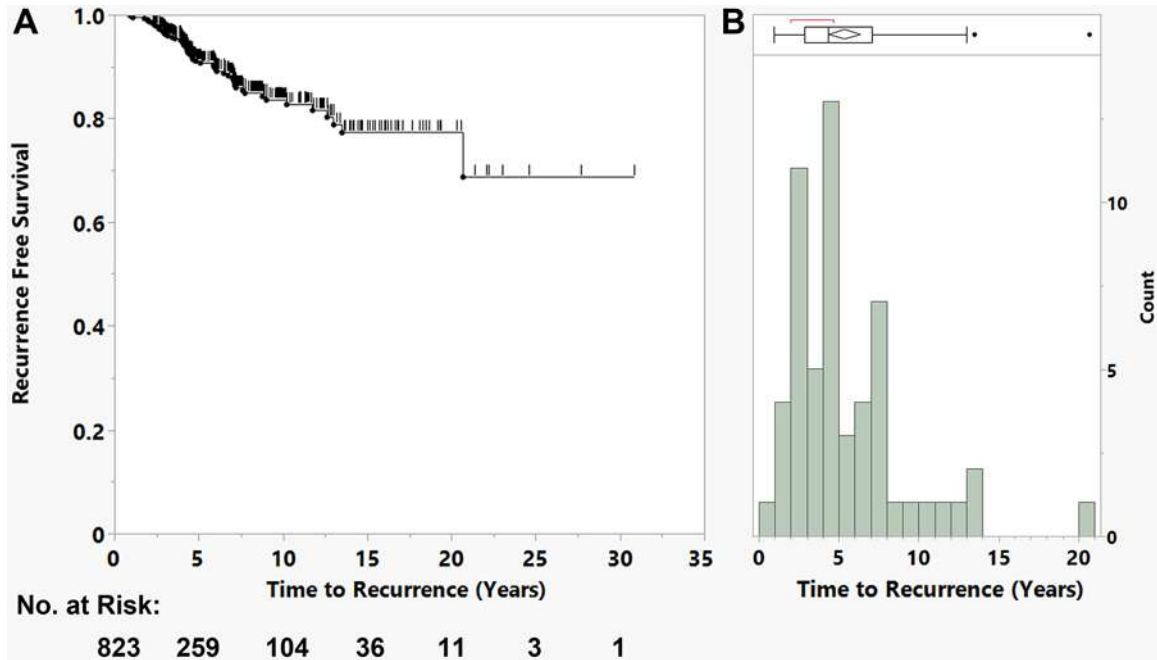 A
1.0
0.8
0.6
0.4
0.2
0
Recurrence Free Survival
0 5 10 15 20 25 30 35
Time to Recurrence (Years)
No. at Risk:
823 259 104 36 11 3 1
B
10
5
0
Count
0 5 10 15 20
Time to Recurrence (Years)